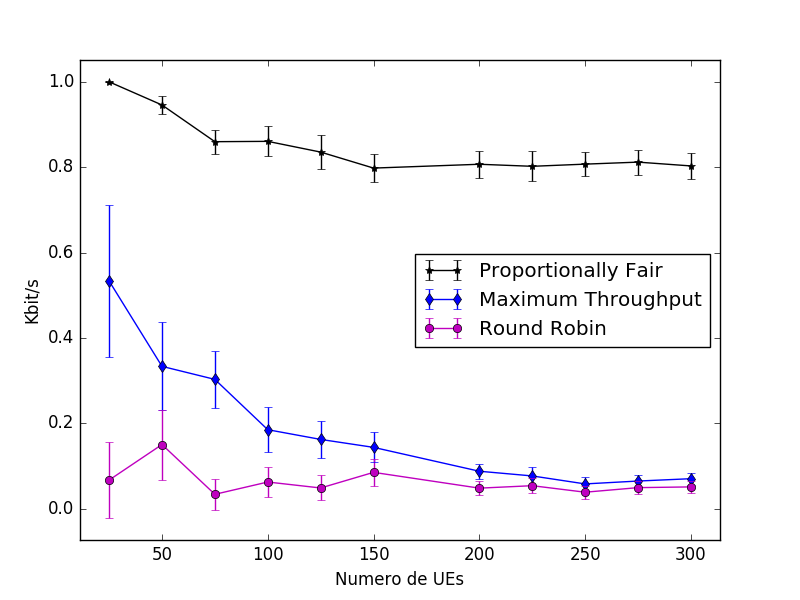 1.0
0.8
0.6
0.4
0.2
0.0
Kbit/s
Proportionally Fair
Maximum Throughput
Round Robin
50 100 150 200 250 300
Numero de UEs